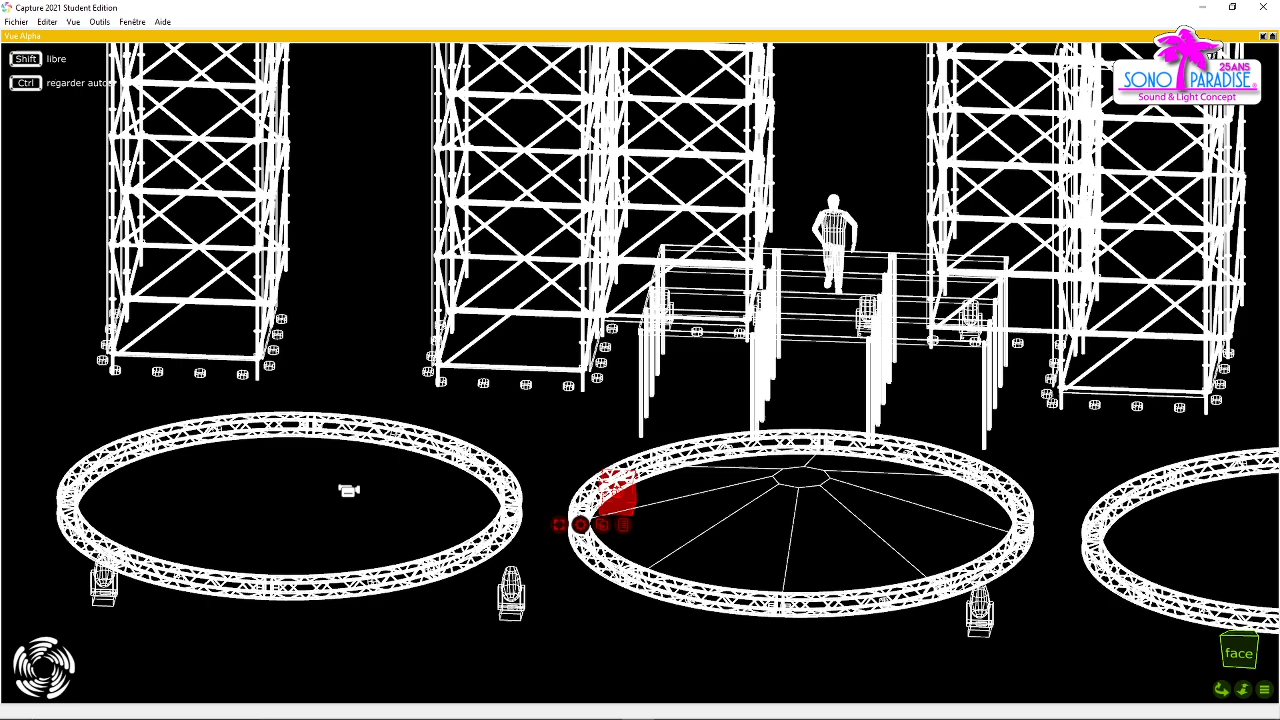 Capture 2021 Student Edition
Fichier Editer Vue Outils Fenêtre Aide
Vue Alpha
Shift libre
Ctrl regarder autou
25ANS
SONO PARADISE
Sound & Light Concept
face